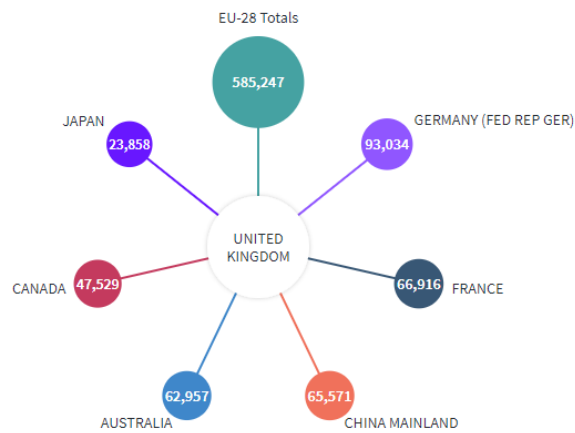 EU-28 Totals
585,247
JAPAN
23,858
GERMANY (FED REP GER)
93,034
UNITED
KINGDOM
CANADA
47,529
66,916
FRANCE
62,957
AUSTRALIA
65,571
CHINA MAINLAND